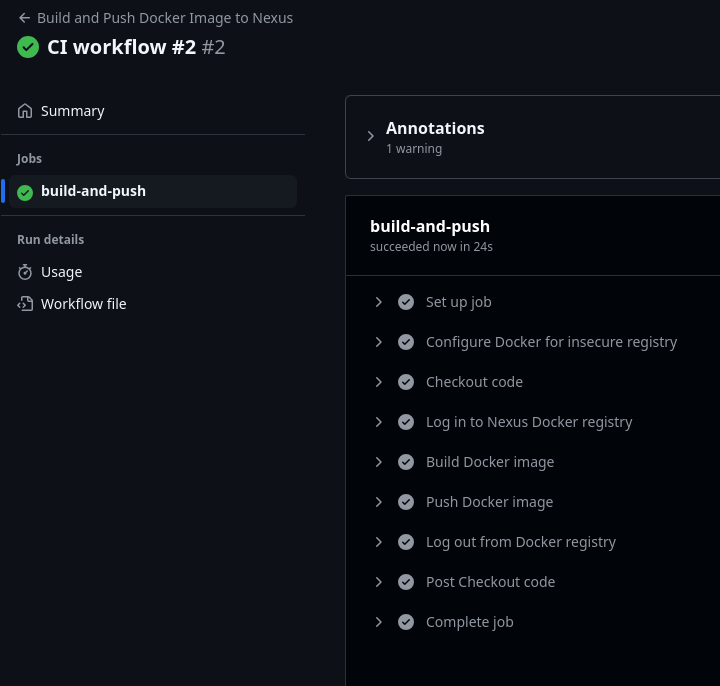 Build and Push Docker Image to Nexus
CI workflow #2 #2
Summary
Jobs
build-and-push
Run details
Usage
Workflow file
Annotations
1 warning
build-and-push
succeeded now in 24s
Set up job
Configure Docker for insecure registry
Checkout code
Log in to Nexus Docker registry
Build Docker image
Push Docker image
Log out from Docker registry
Post Checkout code
Complete job